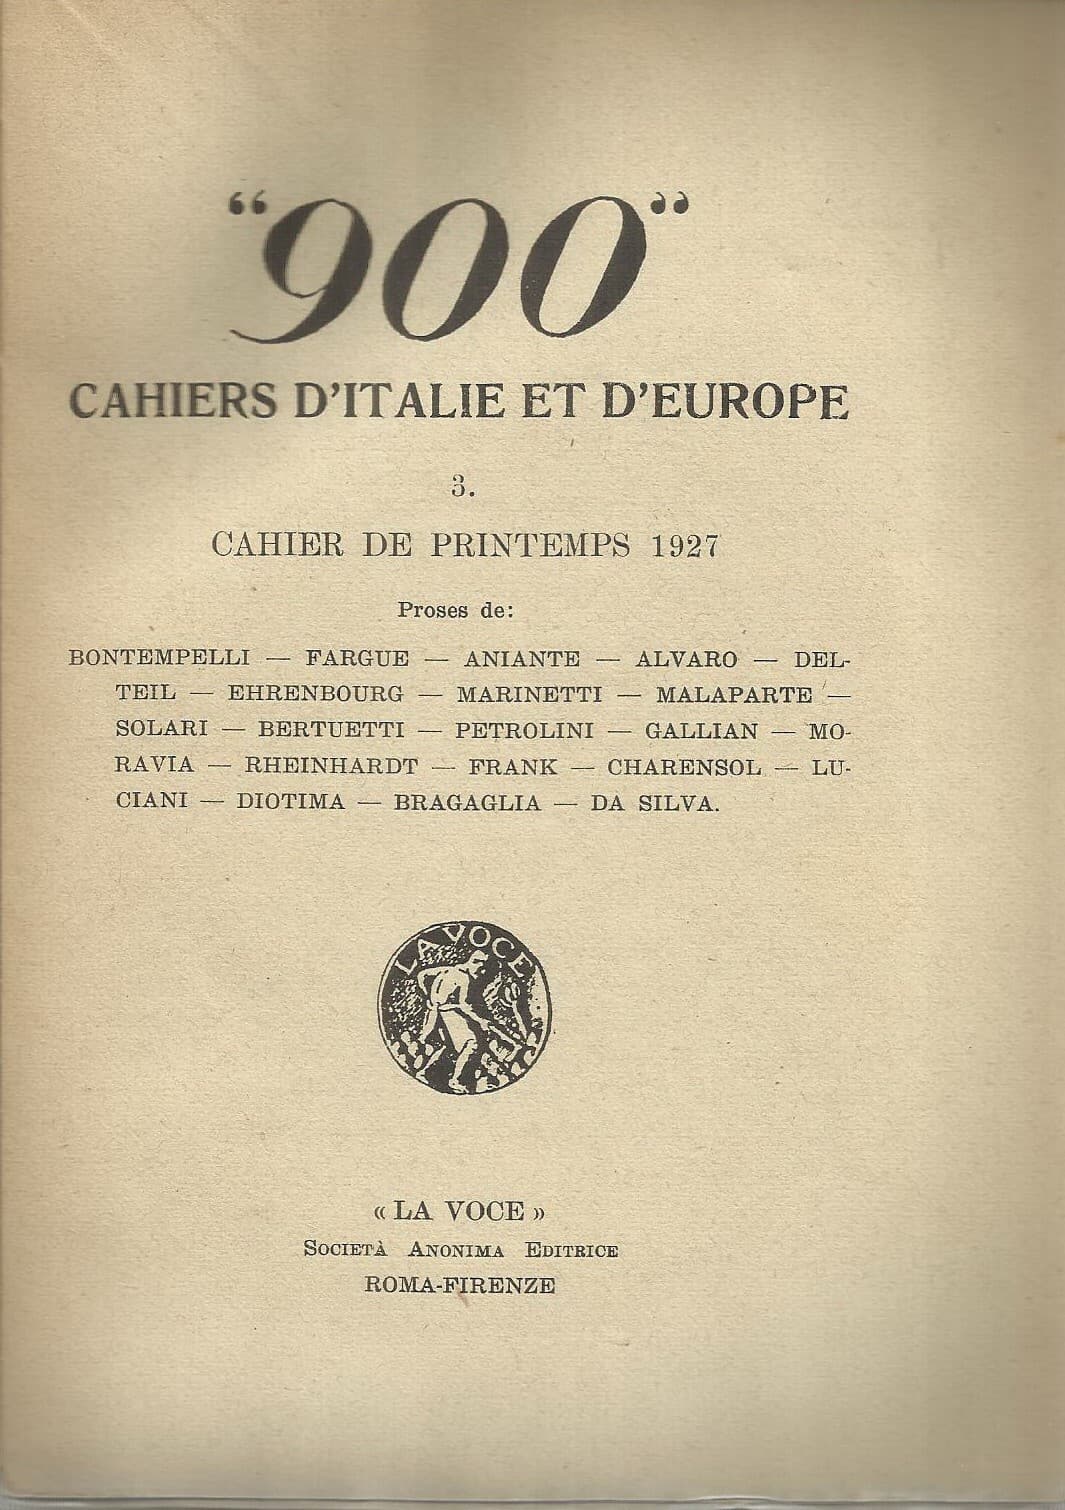 “900”
CAHIERS D'ITALIE ET D'EUROPE
3.
CAHIER DE PRINTEMPS 1927
Proses de:
BONTEMPELLI — FARGUE — ANIANTE — ALVARO — DEL-
TEIL — EHRENBOURG — MARINETTI — MALAPARTE —
SOLARI — BERTUETTI — PETROLINI — GALLIAN — MO-
RAVIA — RHEINHARDT — FRANK — CHARENSOL — LU-
CIANI — DIOTIMA — BRAGAGLIA — DA SILVA.
LA VOCE
« LA VOCE »
SOCIETÀ ANONIMA EDITRICE
ROMA-FIRENZE